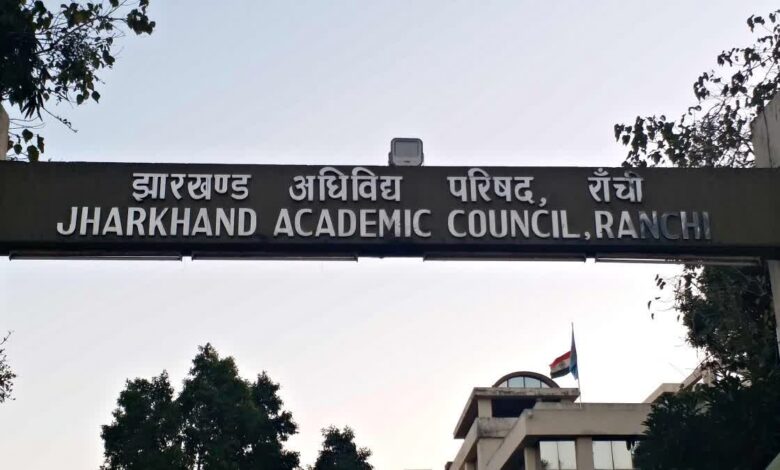 झारखण्ड अधिविद्य परिषद, राँची
JHARKHAND ACADEMIC COUNCIL, RANCHI